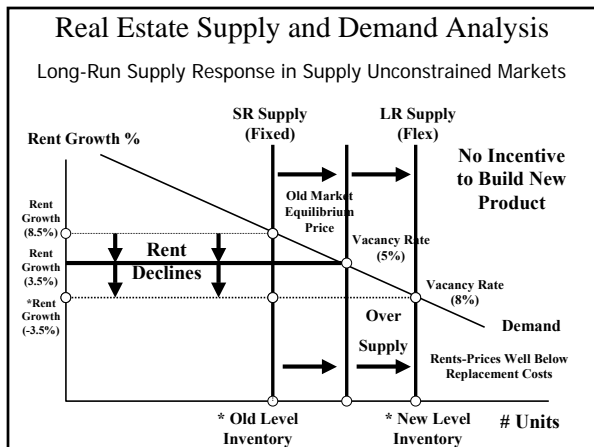 Real Estate Supply and Demand Analysis
Long-Run Supply Response in Supply Unconstrained Markets
SR Supply
(Fixed)
LR Supply
(Flex)
Rent Growth %
No Incentive
to Build New
Product
Old Market
Equilibrium
Price
Rent
Growth
(8.5%)
Rent
Growth
(3.5%)
*Rent
Growth
(-3.5%)
Rent
Declines
Vacancy Rate
(5%)
Vacancy Rate
(8%)
Over
Supply
Demand
Rents-Prices Well Below
Replacement Costs
* Old Level
Inventory
* New Level
Inventory
# Units